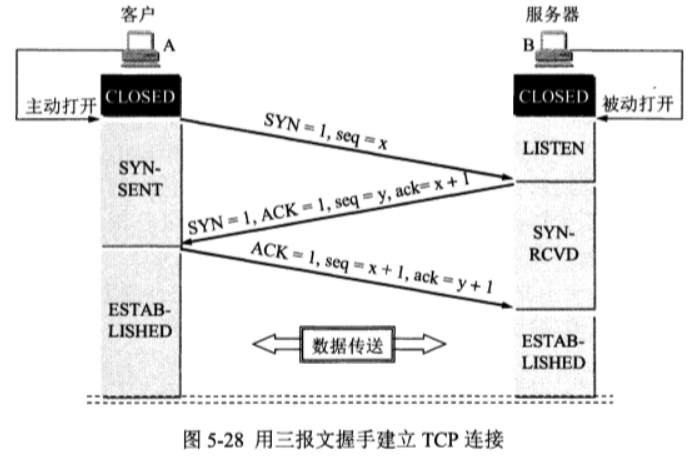 客户
服务器
A
B
CLOSED
CLOSED
主动打开
被动打开
SYN = 1, seq = x
LISTEN
SYN-
SENT
SYN = 1, ACK = 1, seq = y, ack= x + 1
SYN-
RCVD
ACK = 1, seq = x + 1, ack = y + 1
ESTAB-
LISHED
数据传送
ESTAB-
LISHED
图 5-28 用三报文握手建立 TCP 连接